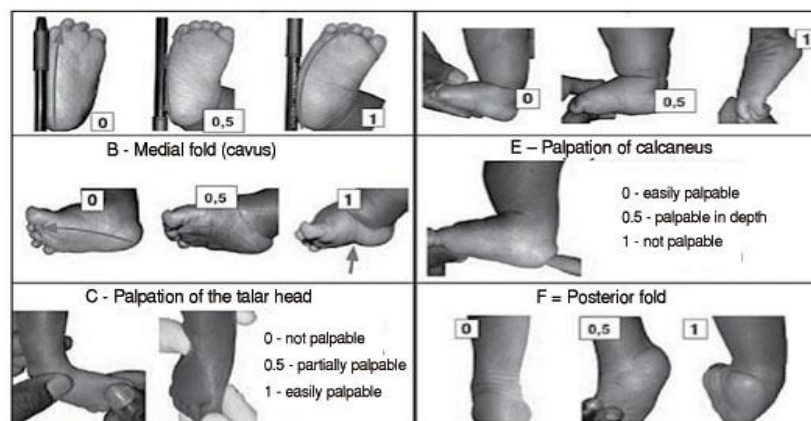 0
0,5
1
0
0,5
1
B - Medial fold (cavus)
0
0,5
1
E – Palpation of calcaneus
0 - easily palpable
0.5 - palpable in depth
1 - not palpable
C - Palpation of the talar head
0 - not palpable
0.5 - partially palpable
1 - easily palpable
F = Posterior fold
0
0,5
1